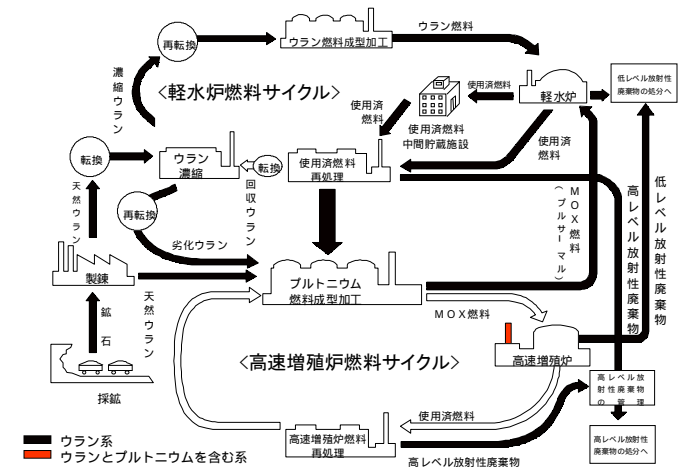 再転換
ウラン燃料成型加工
ウラン燃料
濃縮ウラン
<軽水炉燃料サイクル>
使用済燃料
軽水炉
低レベル放射性
廃棄物の処分へ
使用済
燃料
使用済燃料
中間貯蔵施設
使用済
燃料
転換
ウラン
濃縮
転換
使用済燃料
再処理
天然ウラン
再転換
回収ウラン
MOX燃料
(プルサーマル)
高レベル放射性廃棄物
低レベル放射性廃棄物
劣化ウラン
製錬
プルトニウム
燃料成型加工
天然ウラン
鉱石
MOX燃料
採鉱
<高速増殖炉燃料サイクル>
高速増殖炉
高レベル放
射性廃棄物
の管理
使用済燃料
高速増殖炉燃料
再処理
高レベル放射性廃棄物
高レベル放射性
廃棄物の処分へ
ウラン系
ウランとプルトニウムを含む系